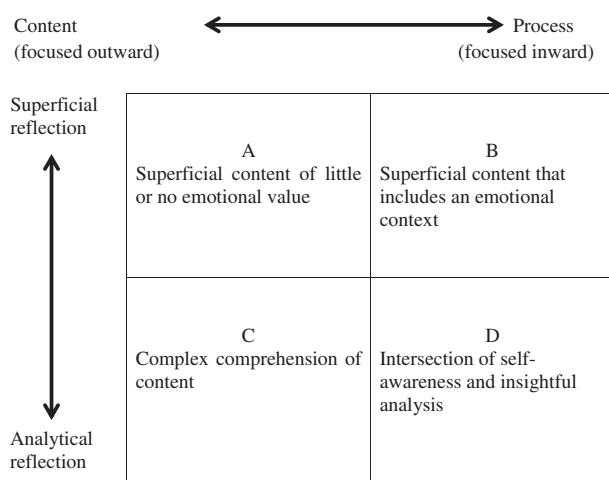 Content
Process
(focused outward)
(focused inward)
Superficial
reflection
A
Superficial content of little
or no emotional value
B
Superficial content that
includes an emotional
context
C
Complex comprehension of
content
D
Intersection of self-
awareness and insightful
analysis
Analytical
reflection